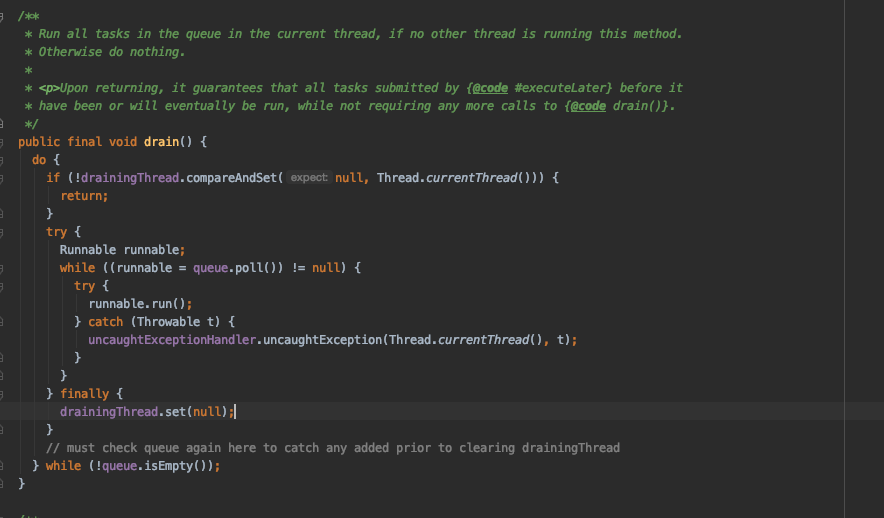 /**
* Run all tasks in the queue in the current thread, if no other thread is running this method.
* Otherwise do nothing.
*
* <p>Upon returning, it guarantees that all tasks submitted by {@code #executeLater} before it
* have been or will eventually be run, while not requiring any more calls to {@code drain()}.
*/
public final void drain() {
do {
if (!drainingThread.compareAndSet( expect: null, Thread.currentThread())) {
return;
}
try {
Runnable runnable;
while ((runnable = queue.poll()) != null) {
try {
runnable.run();
} catch (Throwable t) {
uncaughtExceptionHandler.uncaughtException(Thread.currentThread(), t);
}
}
} finally {
drainingThread.set(null);
}
// must check queue again here to catch any added prior to clearing drainingThread
} while (!queue.isEmpty());
}